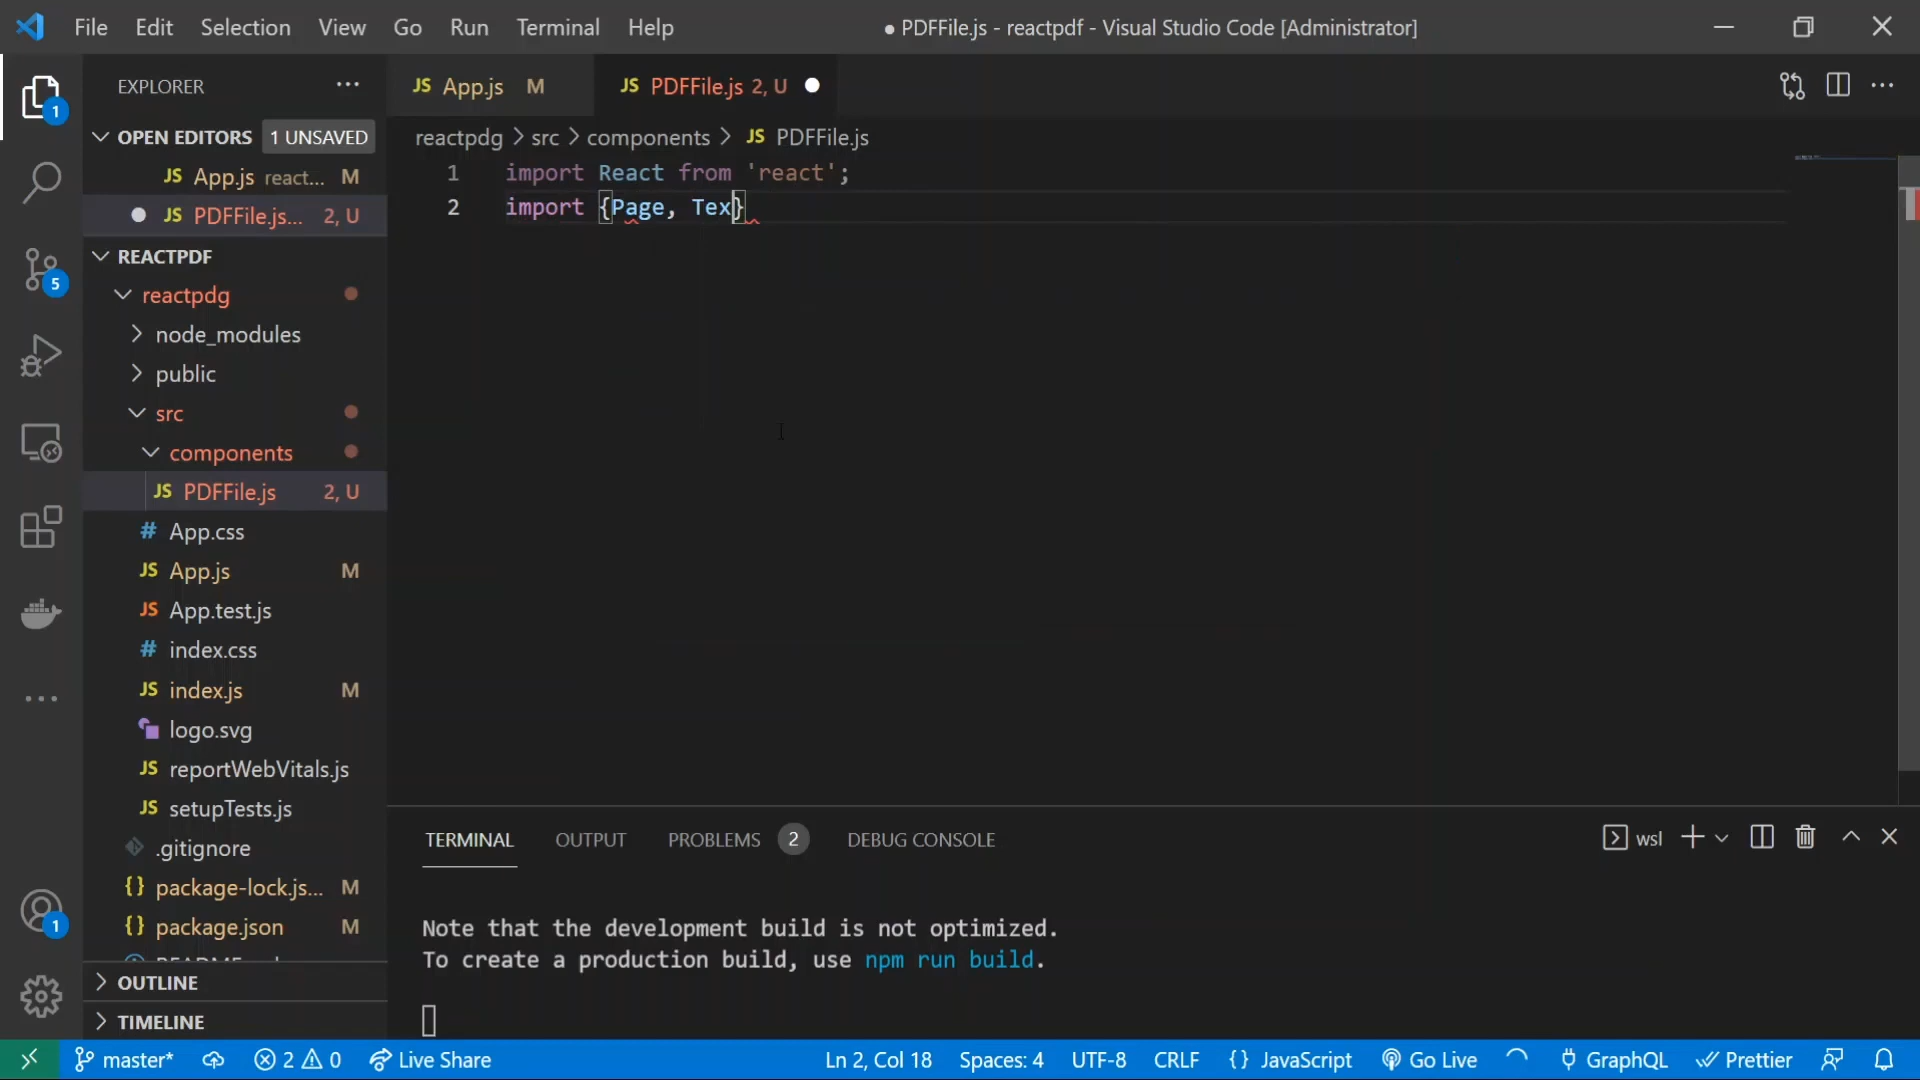 File Edit Selection View Go Run Terminal Help ● PDFFile.js - reactpdf - Visual Studio Code [Administrator]
EXPLORER
OPEN EDITORS 1 UNSAVED
JS App.js react... M
JS PDFFile.js... 2, U
REACTPDF
reactpdg
node_modules
public
src
components
JS PDFFile.js 2, U
# App.css
JS App.js M
JS App.test.js
# index.css
JS index.js M
logo.svg
JS reportWebVitals.js
JS setupTests.js
.gitignore
{} package-lock.js... M
{} package.json M
OUTLINE
TIMELINE
1
5
1
JS App.js M JS PDFFile.js 2, U
reactpdg > src > components > JS PDFFile.js
1 import React from 'react';
2 import {Page, Tex}
TERMINAL OUTPUT PROBLEMS 2 DEBUG CONSOLE wsl
Note that the development build is not optimized.
To create a production build, use npm run build.
master* 2 0 Live Share Ln 2, Col 18 Spaces: 4 UTF-8 CRLF {} JavaScript Go Live GraphQL Prettier